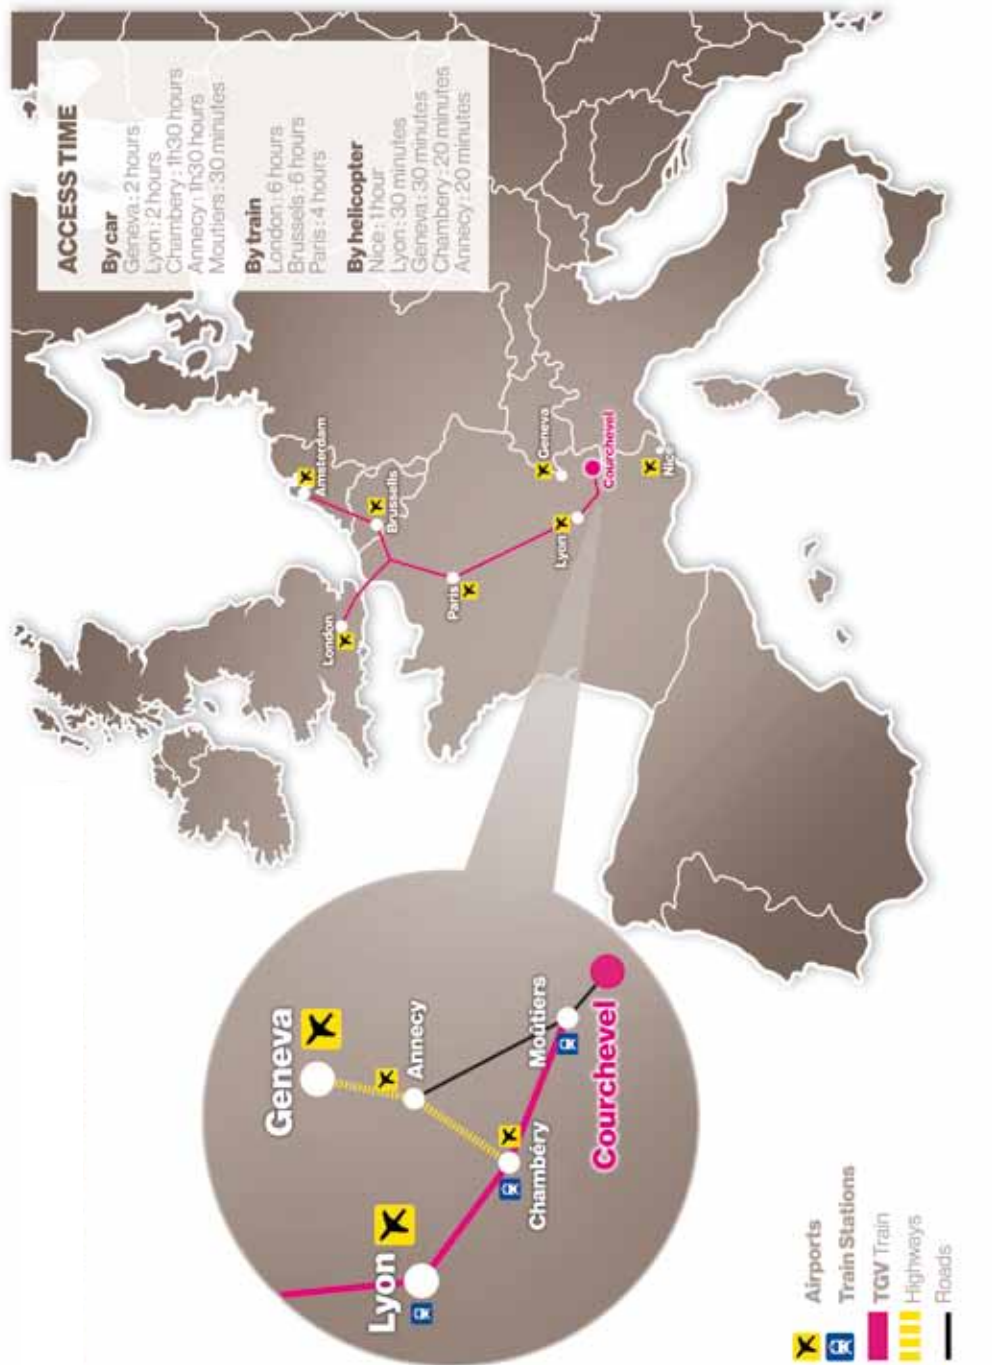 ACCESS TIME
By car
Geneva : 2 hours
Lyon : 2 hours
Chambery : 1h30 hours
Annecy : 1h30 hours
Moutiers : 30 minutes
By train
London : 6 hours
Brussels : 6 hours
Paris : 4 hours
By helicopter
Nice : 1 hour
Lyon : 30 minutes
Geneva : 30 minutes
Chambery : 20 minutes
Annecy : 20 minutes
London
Amsterdam
Brussells
Paris
Lyon
Geneva
Courchevel
Nice
Geneva
Annecy
Lyon
Chambéry
Moûtiers
Courchevel
Airports
Train Stations
TGV Train
Highways
Roads